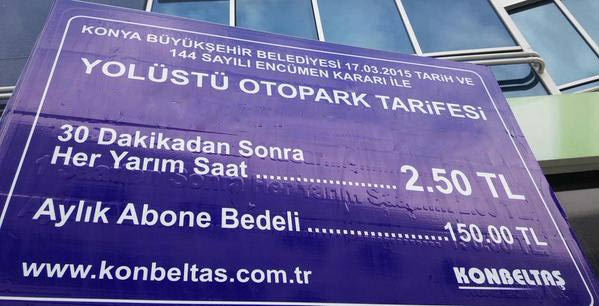 KONYA BÜYÜKŞEHİR BELEDİYESİ 17.03.2015 TARİH VE
144 SAYILI ENCÜMEN KARARI İLE
YOLÜSTÜ OTOPARK TARİFESİ
30 Dakikadan Sonra
Her Yarım Saat ................ 2.50 TL
Aylık Abone Bedeli ........................ 150.00 TL
www.konbeltas.com.tr KONBELTAŞ